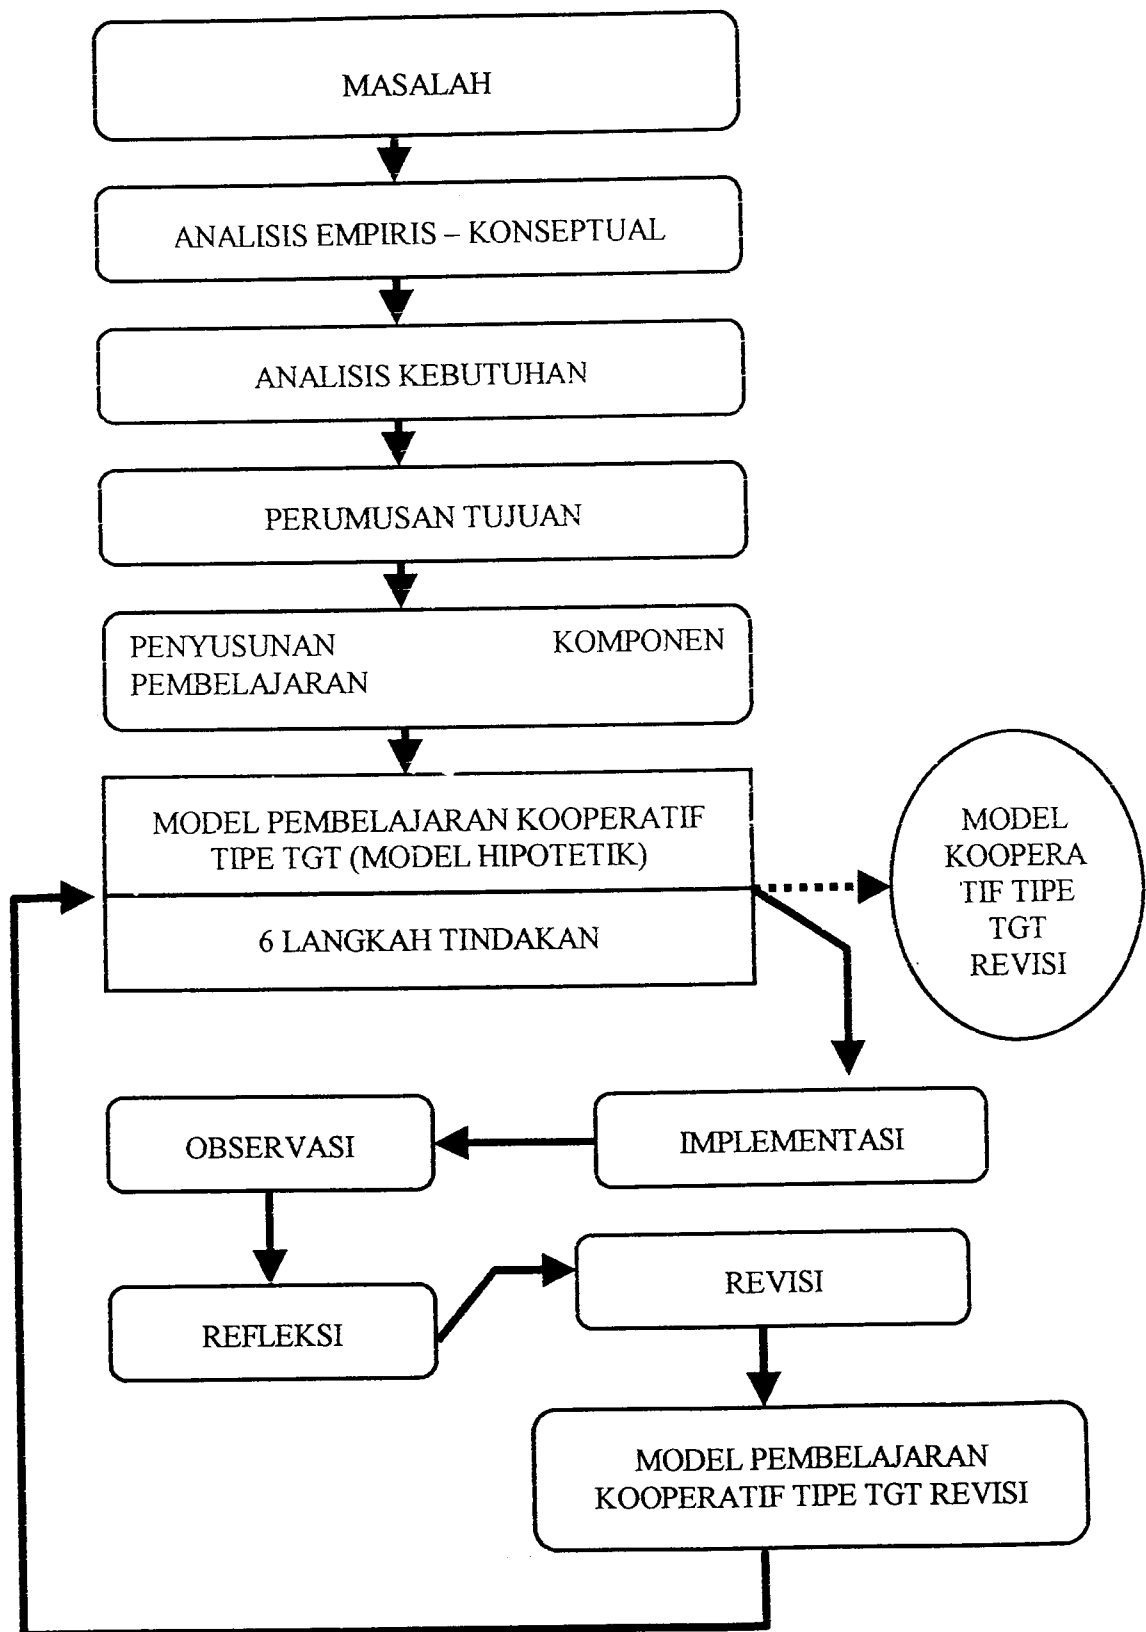 MASALAH
ANALISIS EMPIRIS – KONSEPTUAL
ANALISIS KEBUTUHAN
PERUMUSAN TUJUAN
PENYUSUNAN KOMPONEN
PEMBELAJARAN
MODEL PEMBELAJARAN KOOPERATIF
TIPE TGT (MODEL HIPOTETIK)
6 LANGKAH TINDAKAN
MODEL
KOOPERA
TIF TIPE
TGT
REVISI
OBSERVASI
IMPLEMENTASI
REFLEKSI
REVISI
MODEL PEMBELAJARAN
KOOPERATIF TIPE TGT REVISI